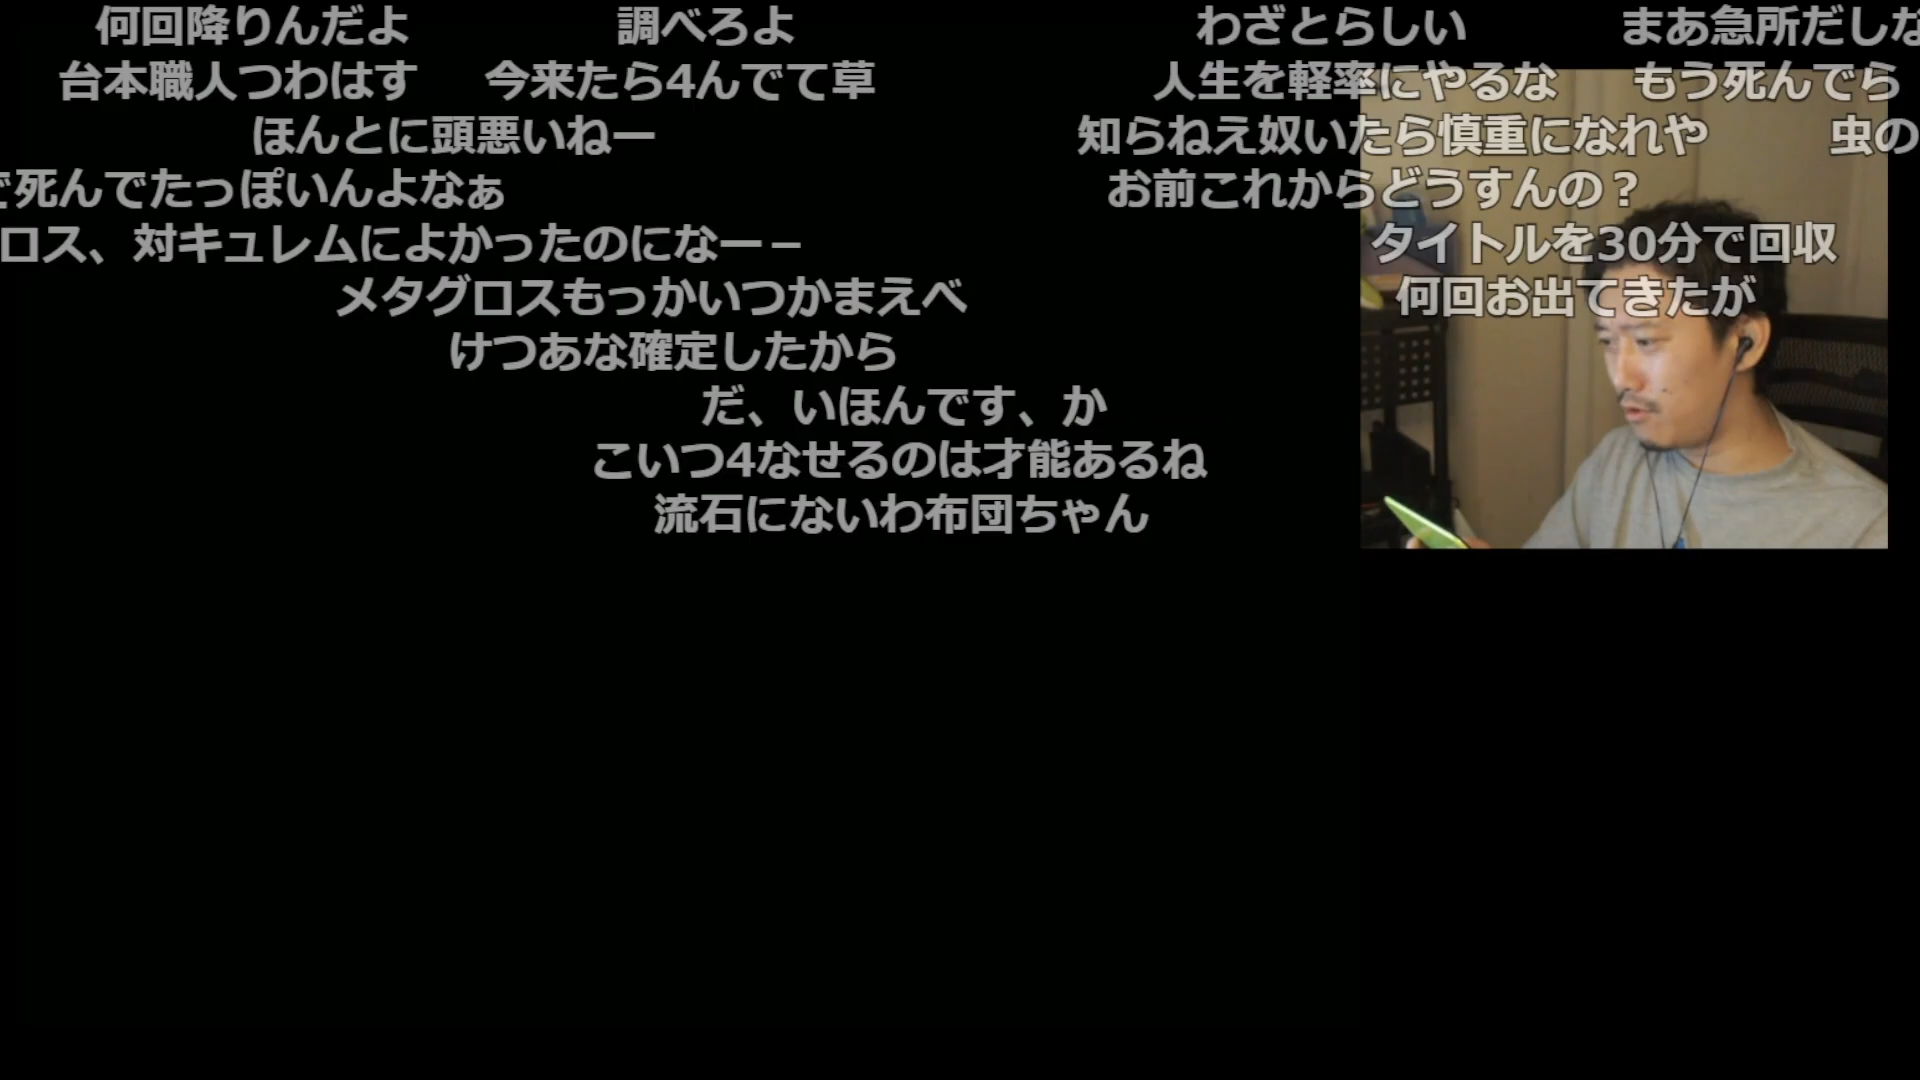 何回降りんだよ 調べろよ わざとらしい まあ急所だしな
台本職人つわはす 今来たら4んでて草 人生を軽率にやるな もう死んでら
ほんとに頭悪いねー 知らねえ奴いたら慎重になれや 虫の
で死んでたっぽいんよなぁ お前これからどうすんの？
ロス、対キュレムによかったのになー–
タイトルを30分で回収
メタグロスもっかいつかまえべ 何回お出てきたが
けつあな確定したから
だ、いほんです、か
こいつ4なせるのは才能あるね
流石にないわ布団ちゃん